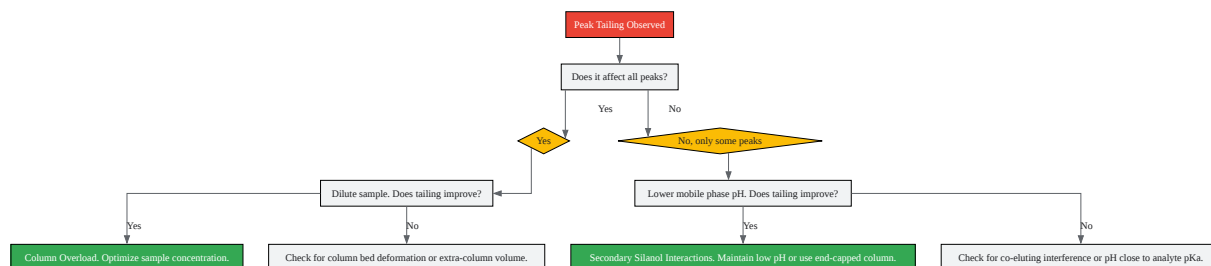 Peak Tailing Observed
Does it affect all peaks?
Yes
No
Yes
No, only some peaks
Dilute sample. Does tailing improve?
Lower mobile phase pH. Does tailing improve?
Yes
No
Yes
No
Column Overload. Optimize sample concentration.
Check for column bed deformation or extra-column volume.
Secondary Silanol Interactions. Maintain low pH or use end-capped column.
Check for co-eluting interference or pH close to analyte pKa.